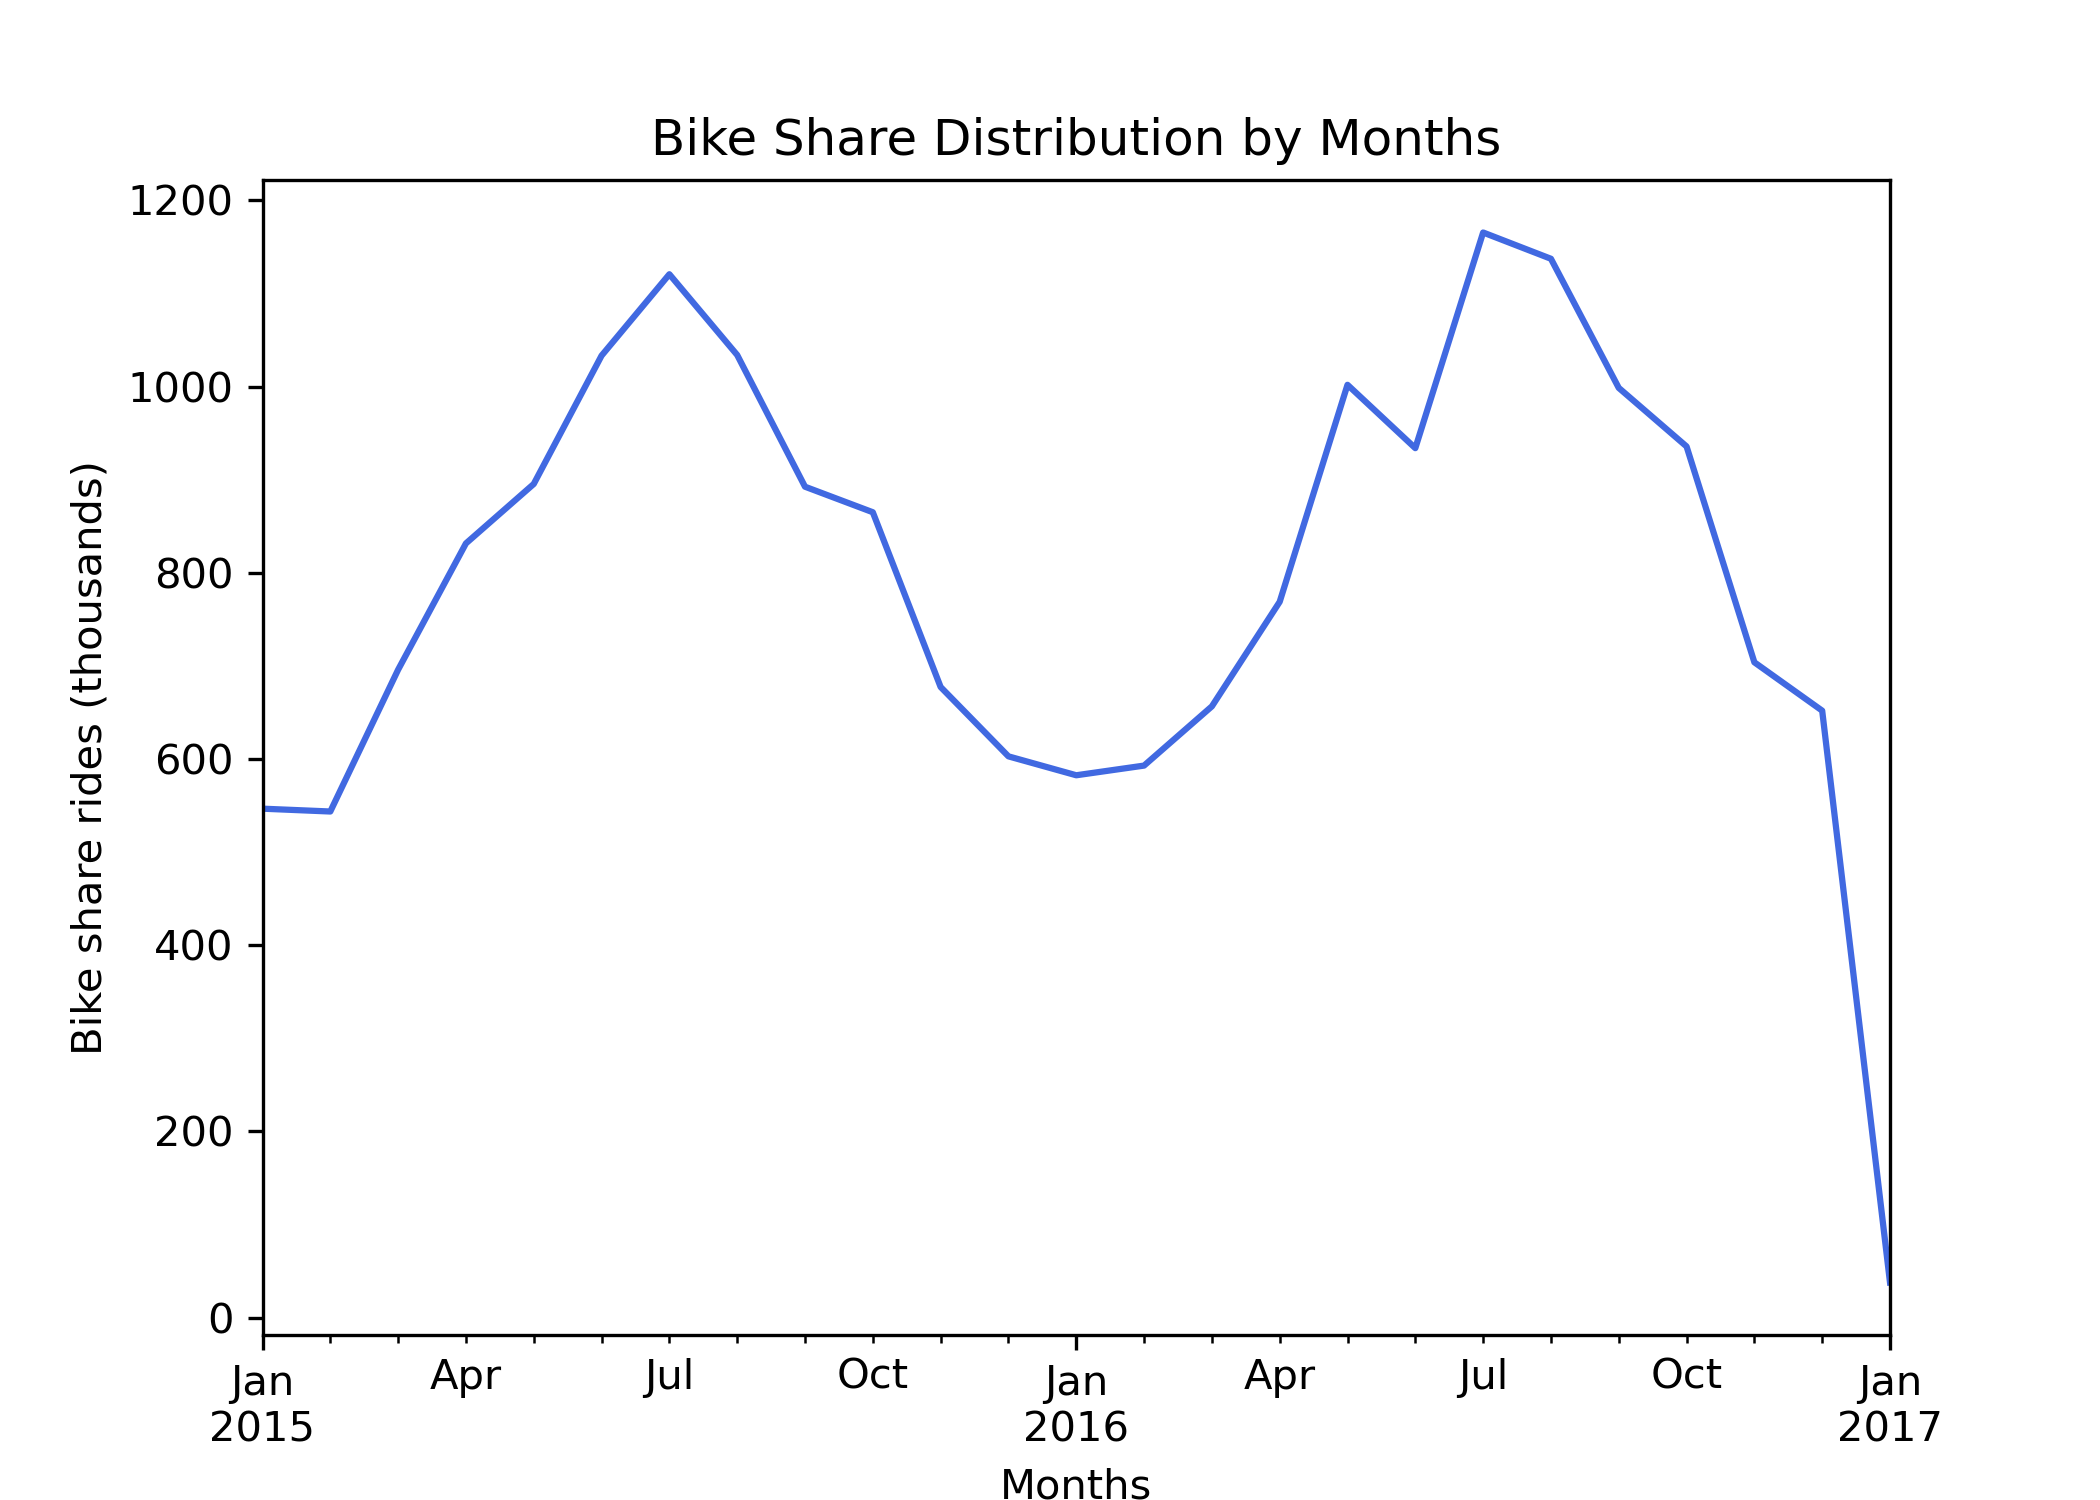 Bike Share Distribution by Months
1200
1000
800
600
400
200
0
Bike share rides (thousands)
Jan Apr Jul Oct Jan Apr Jul Oct Jan
2015 2016 2017
Months